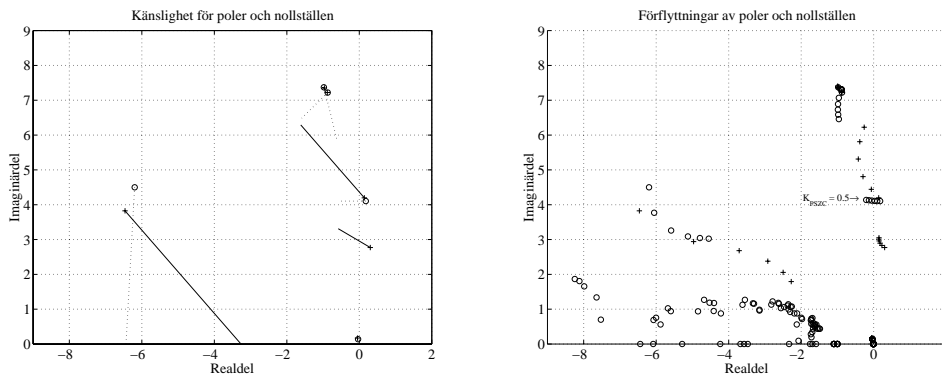 Känslighet för poler och nollställen
9
8
7
6
5
4
3
2
1
0
Imaginärdel
−8 −6 −4 −2 0 2
Realdel
Förflyttningar av poler och nollställen
9
8
7
6
5
4
3
2
1
0
Imaginärdel
K_PSZC = 0.5→
−8 −6 −4 −2 0
Realdel